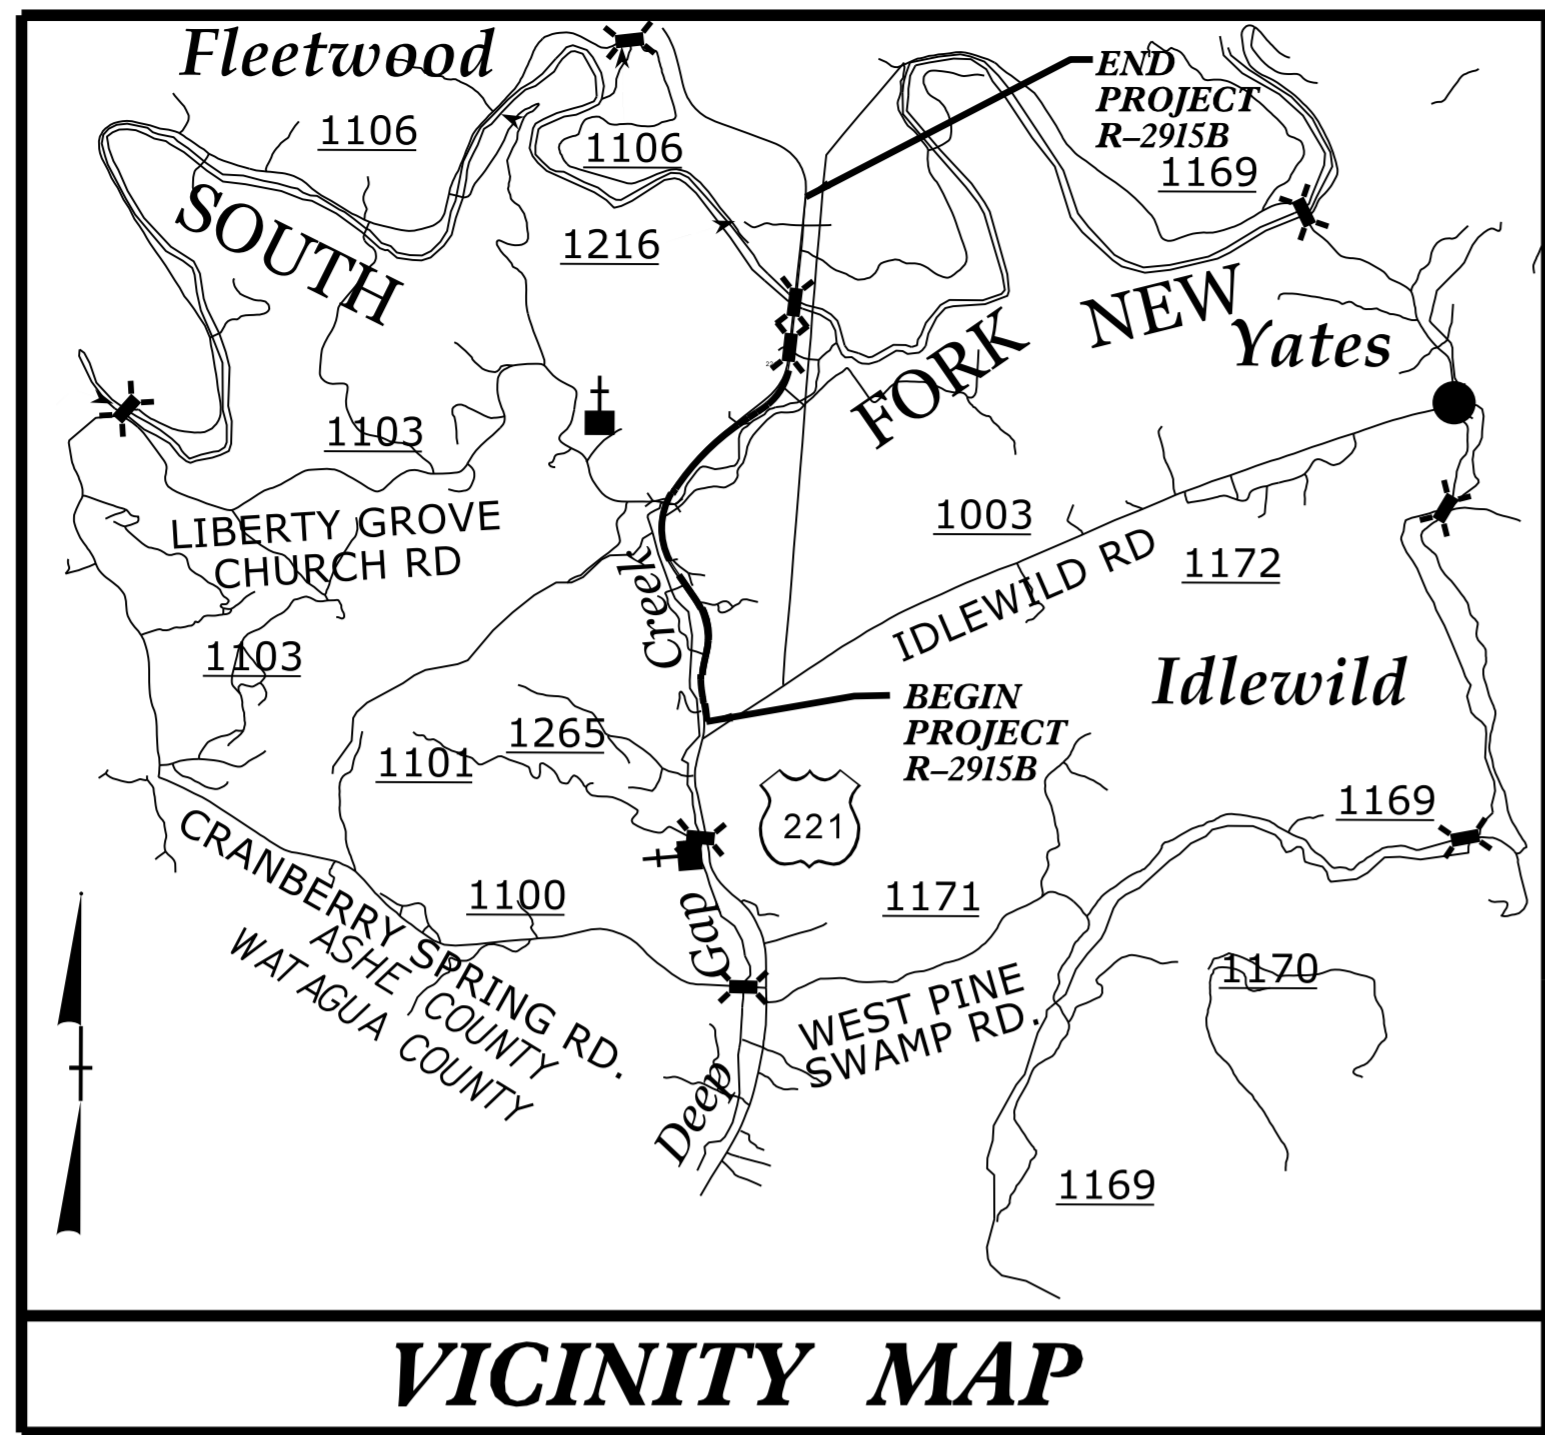 Fleetwood
END
PROJECT
R–2915B
1106
1106
1169
SOUTH
1216
NEW
Yates
FORK
1103
LIBERTY GROVE
CHURCH RD
1003
1172
IDLEWILD RD
Creek
1103
Idlewild
BEGIN
PROJECT
R–2915B
1265
1101
221
1169
CRANBERRY SPRING RD.
1100
1171
Gap
ASHE COUNTY
WATAGUA COUNTY
1170
WEST PINE
SWAMP RD.
Deep
1169
VICINITY MAP